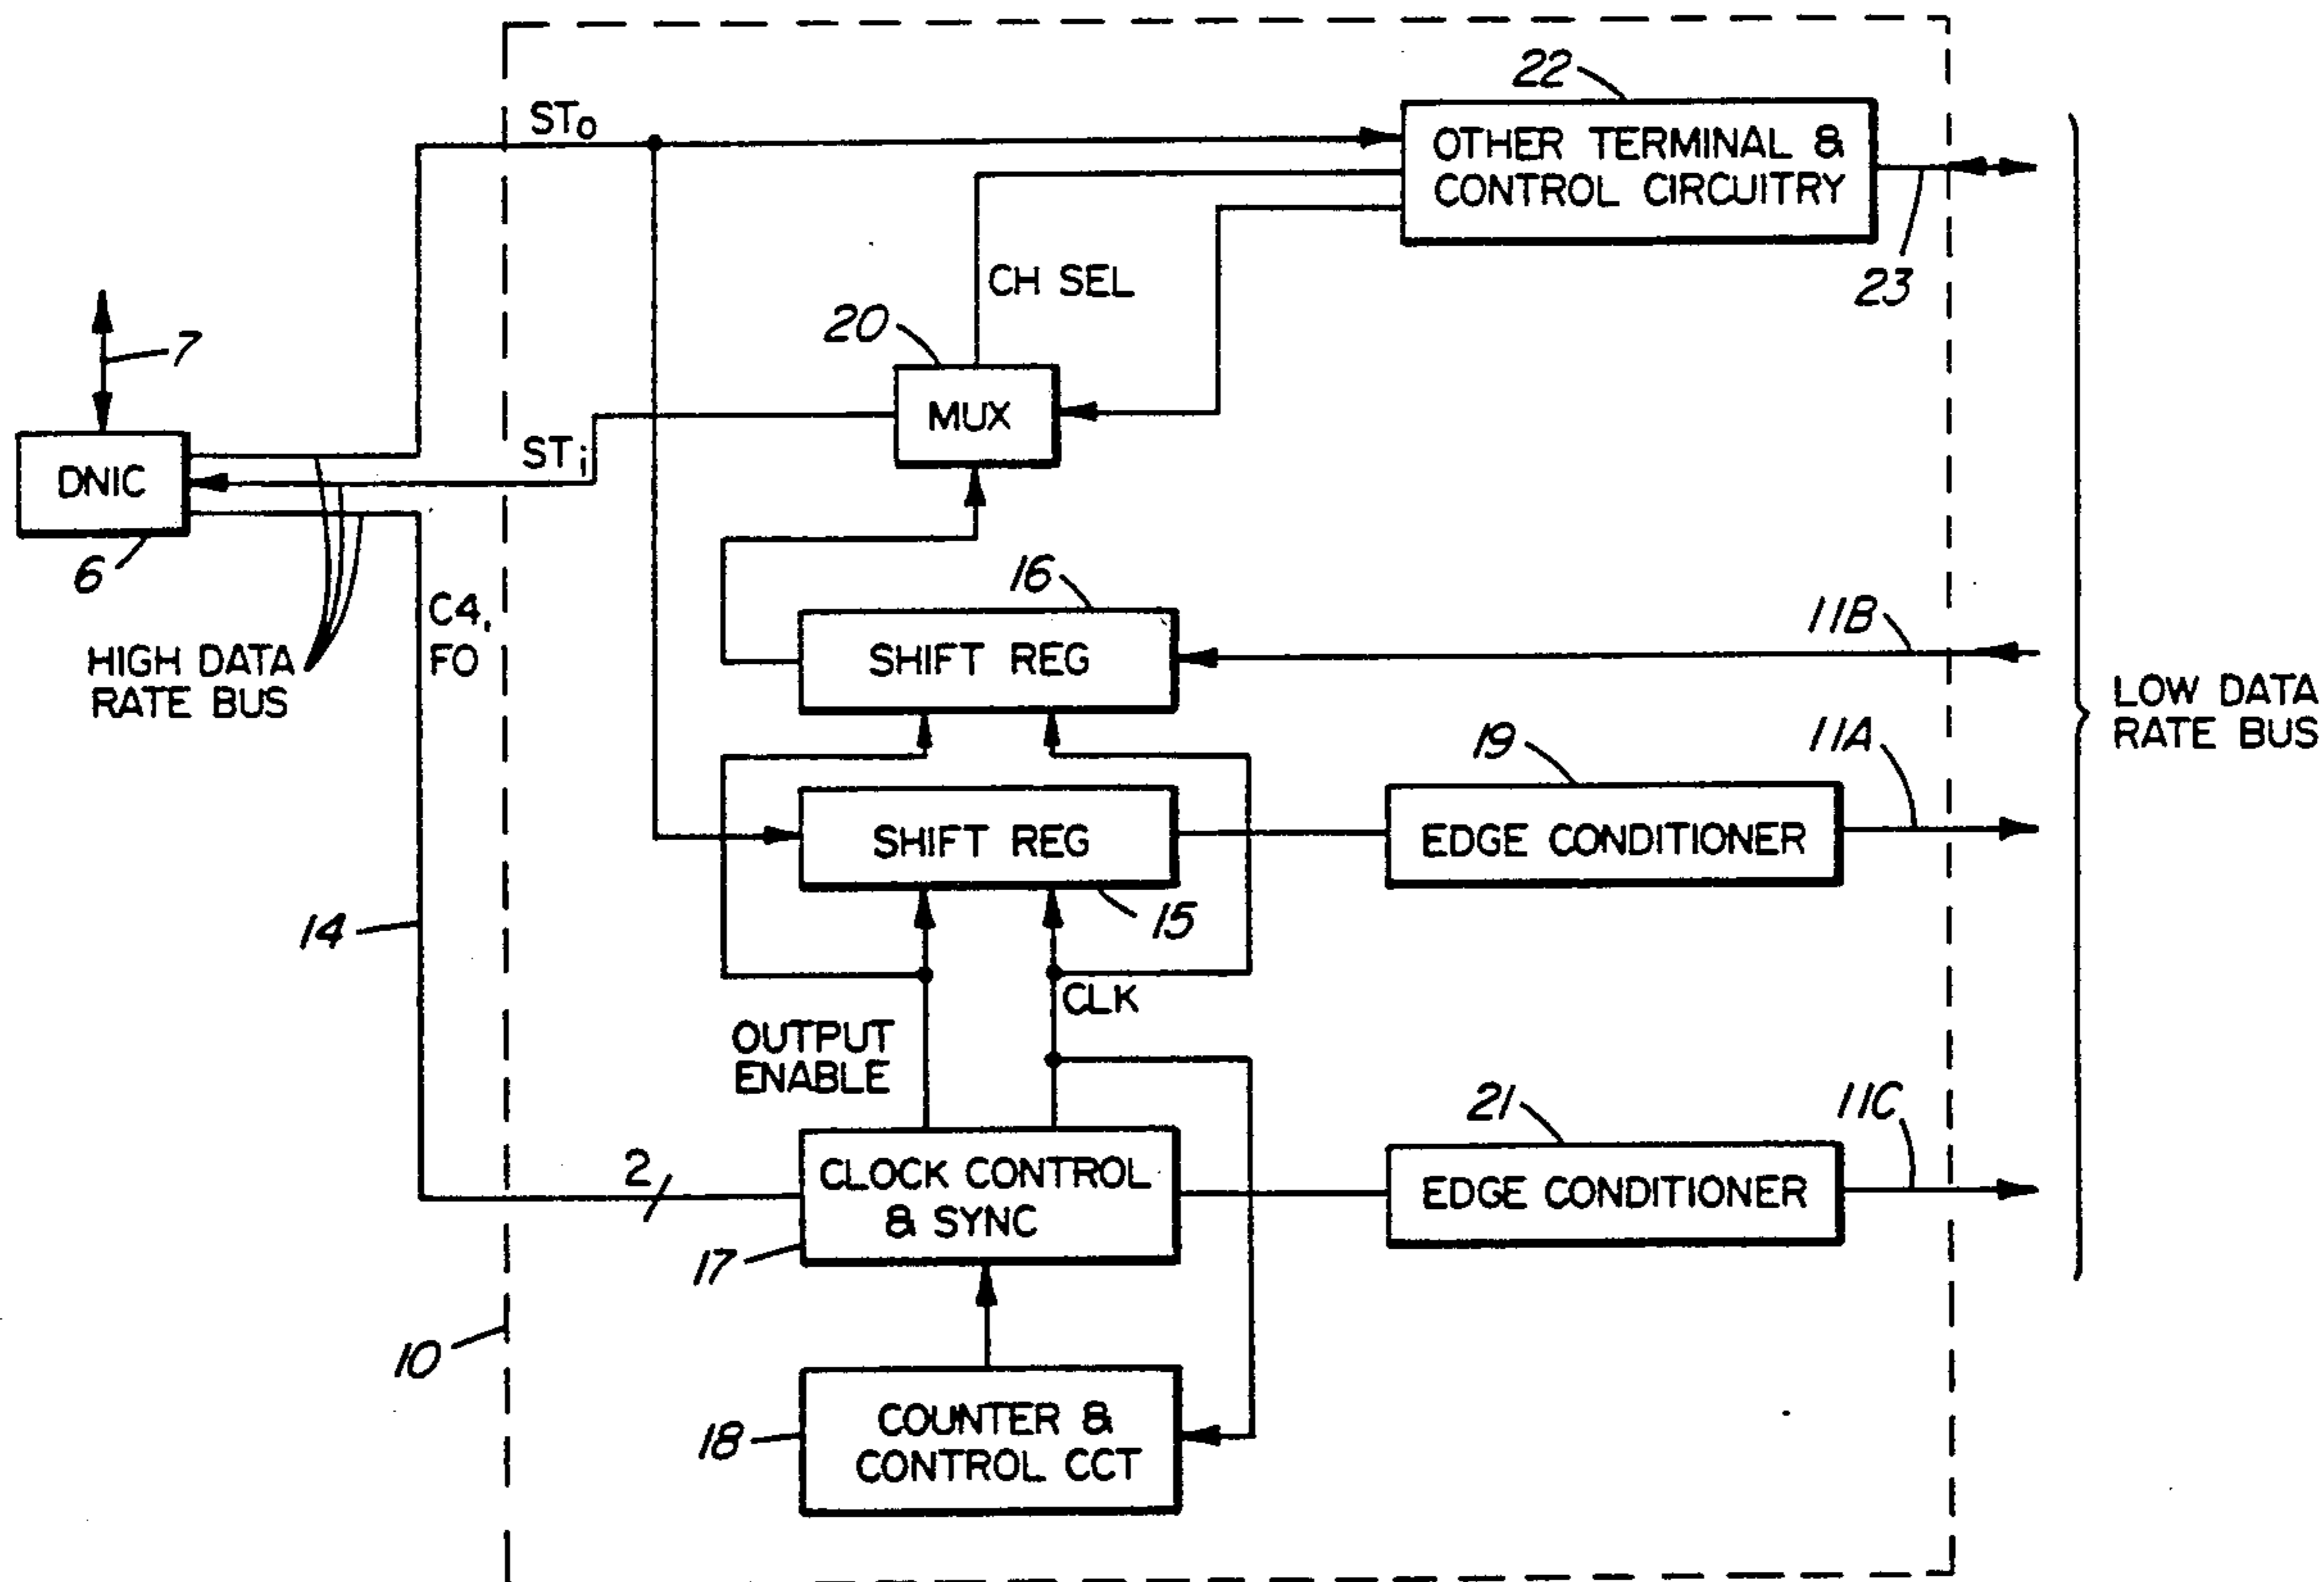 22
STo
OTHER TERMINAL &
CONTROL CIRCUITRY
23
CH SEL
20
7
MUX
STi
DNIC
6
16
C4,
FO
HIGH DATA
RATE BUS
11B
SHIFT REG
LOW DATA
RATE BUS
19
11A
SHIFT REG
EDGE CONDITIONER
15
14
CLK
OUTPUT
ENABLE
21
11C
2
CLOCK CONTROL
& SYNC
EDGE CONDITIONER
17
10
COUNTER &
CONTROL CCT
18